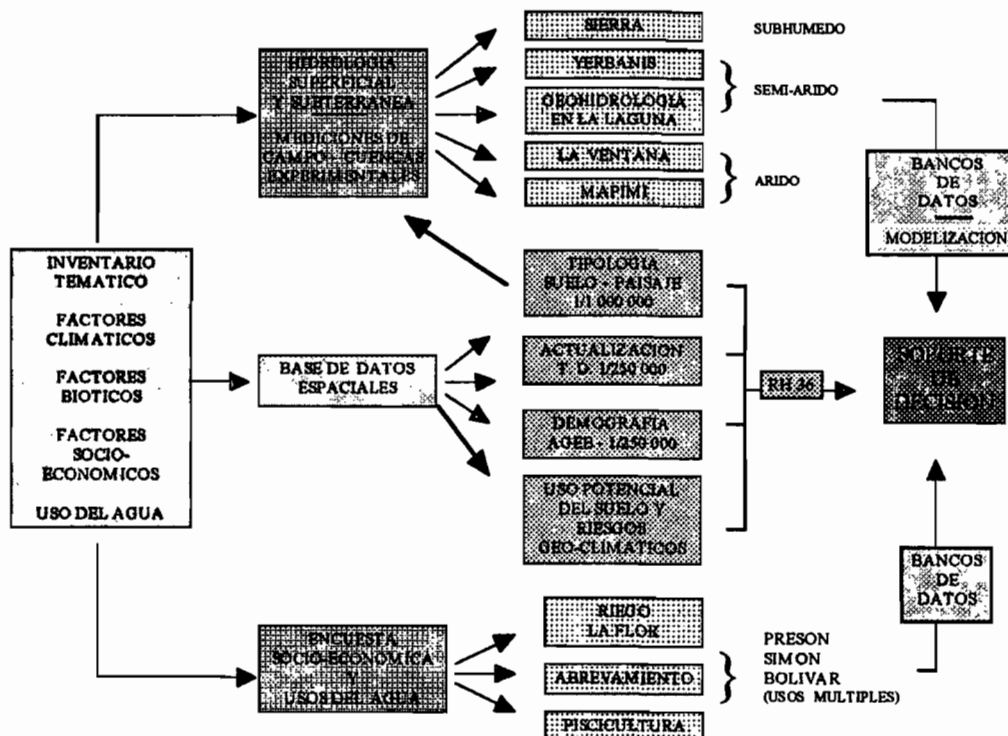 INVENTARIO
TEMATICO
FACTORES
CLIMATICOS
FACTORES
BIOTICOS
FACTORES
SOCIO-
ECONOMICOS
USO DEL AGUA
HIDROLOGIA
SUPERFICIAL
Y SUBTERRANEA
MEDICIONES DE
CAMPO - CUENCAS
EXPERIMENTALES
SIERRA
YERBANIS
GEOHIDROLOGIA
EN LA LAGUNA
LA VENTANA
MAPIMI
SUBHUMEDO
SEMI-ARIDO
ARIDO
BANCOS
DE
DATOS
MODELIZACION
BASE DE DATOS
ESPACIALES
TIPOLOGIA
SUELO - PAISAJE
1/1 000 000
ACTUALIZACION
T. D. 1/250 000
DEMOGRAFIA
AGEB - 1/250 000
USO POTENCIAL
DEL SUELO Y
RIESGOS
GEO-CLIMATICOS
RH 36
SOPORTE
DE
DECISION
ENCUESTA
SOCIO-ECONOMICA
Y
USOS DEL AGUA
RIEGO
LA FLOR
ABREVAMIENTO
PISCICULTURA
PRESON
SIMON
BOLIVAR
(USOS MULTIPLES)
BANCOS
DE
DATOS